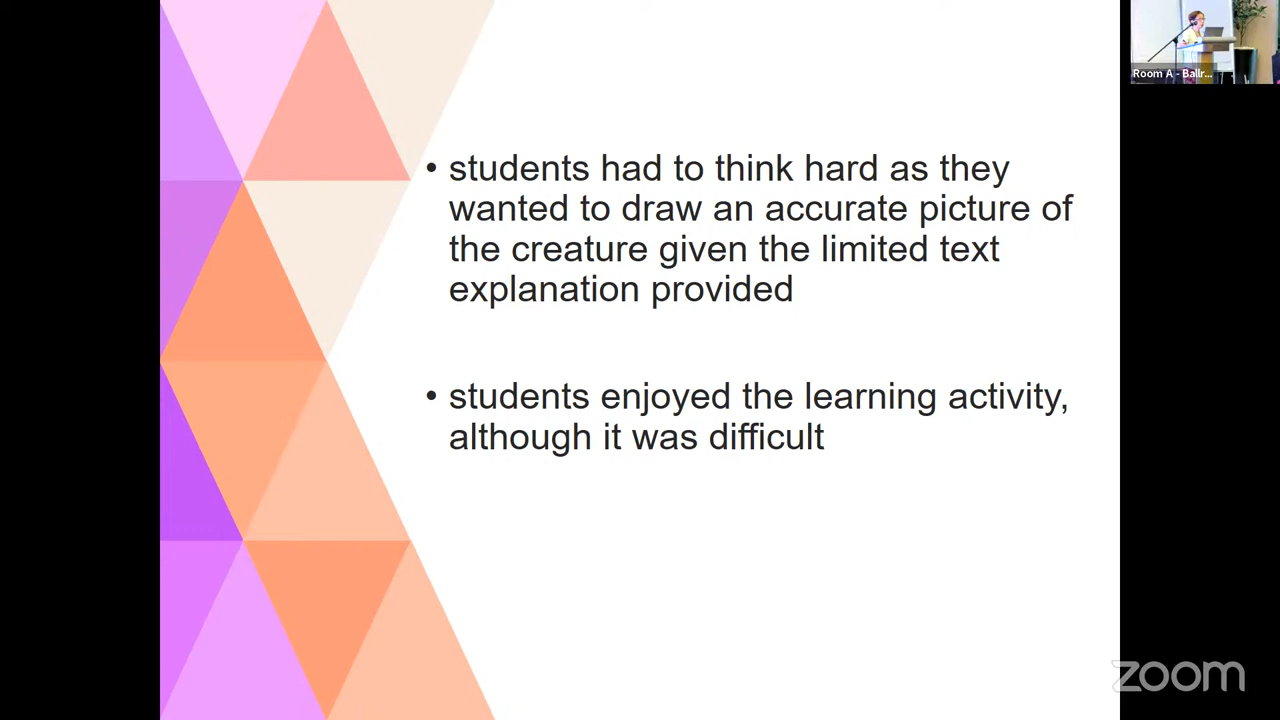 Room A - Ballr...
• students had to think hard as they
wanted to draw an accurate picture of
the creature given the limited text
explanation provided
• students enjoyed the learning activity,
although it was difficult
zoom